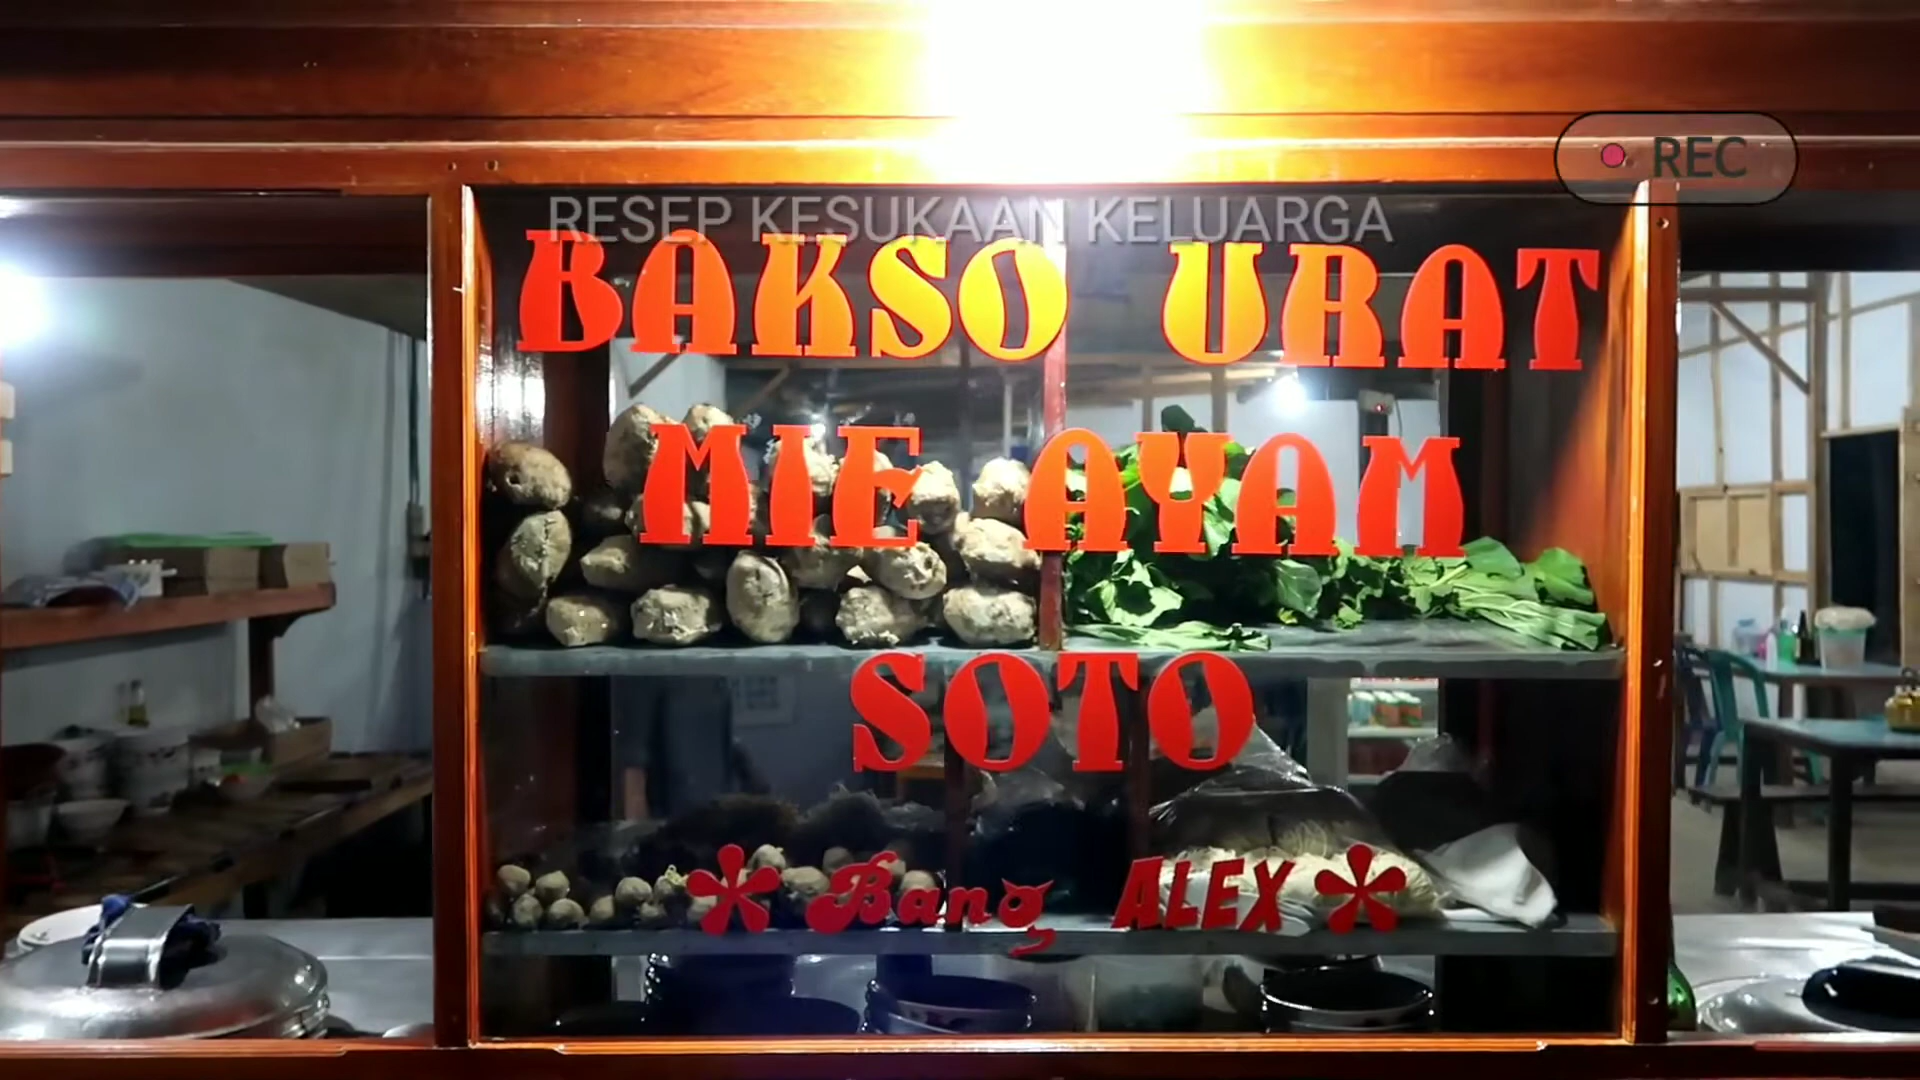 REC
RESEP KESUKAAN KELUARGA
BAKSO URAT
MIE AYAM
SOTO
* Bang ALEX *